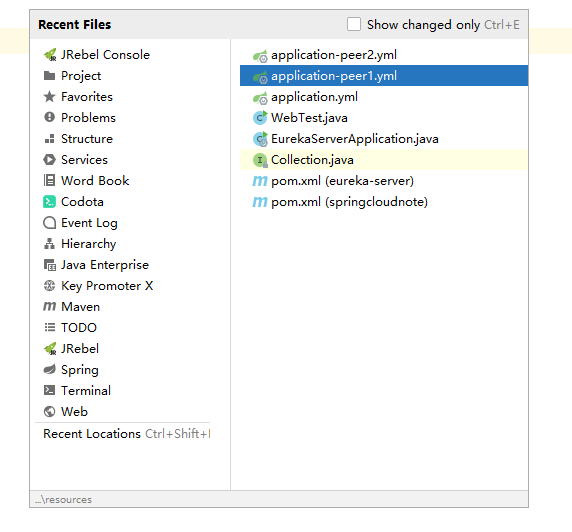 Recent Files
Show changed only Ctrl+E
JRebel Console
Project
Favorites
Problems
Structure
Services
Word Book
Codota
Event Log
Hierarchy
Java Enterprise
Key Promoter X
Maven
TODO
JRebel
Spring
Terminal
Web
Recent Locations Ctrl+Shift+
application-peer2.yml
application-peer1.yml
application.yml
WebTest.java
EurekaServerApplication.java
Collection.java
pom.xml (eureka-server)
pom.xml (springcloudnote)
...\resources